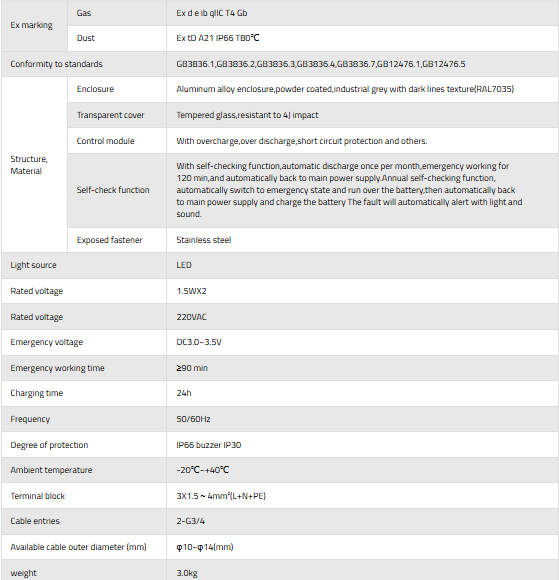 Ex marking
Gas
Ex d e ib qIIC T4 Gb
Dust
Ex tD A21 IP66 T80℃
Conformity to standards
GB3836.1,GB3836.2,GB3836.3,GB3836.4,GB3836.7,GB12476.1,GB12476.5
Structure,
Material
Enclosure
Aluminum alloy enclosure,powder coated,industrial grey with dark lines texture(RAL7035)
Transparent cover
Tempered glass,resistant to 4J impact
Control module
With overcharge,over discharge,short circuit protection and others.
Self-check function
With self-checking function,automatic discharge once per month,emergency working for
120 min,and automatically back to main power supply.Annual self-checking function,
automatically switch to emergency state and run over the battery,then automatically back
to main power supply and charge the battery The fault will automatically alert with light and
sound.
Exposed fastener
Stainless steel
Light source
LED
Rated voltage
1.5WX2
Rated voltage
220VAC
Emergency voltage
DC3.0~3.5V
Emergency working time
≥90 min
Charging time
24h
Frequency
50/60Hz
Degree of protection
IP66 buzzer IP30
Ambient temperature
-20℃~+40℃
Terminal block
3X1.5～4mm²(L+N+PE)
Cable entries
2-G3/4
Available cable outer diameter (mm)
φ10~φ14(mm)
weight
3.0kg